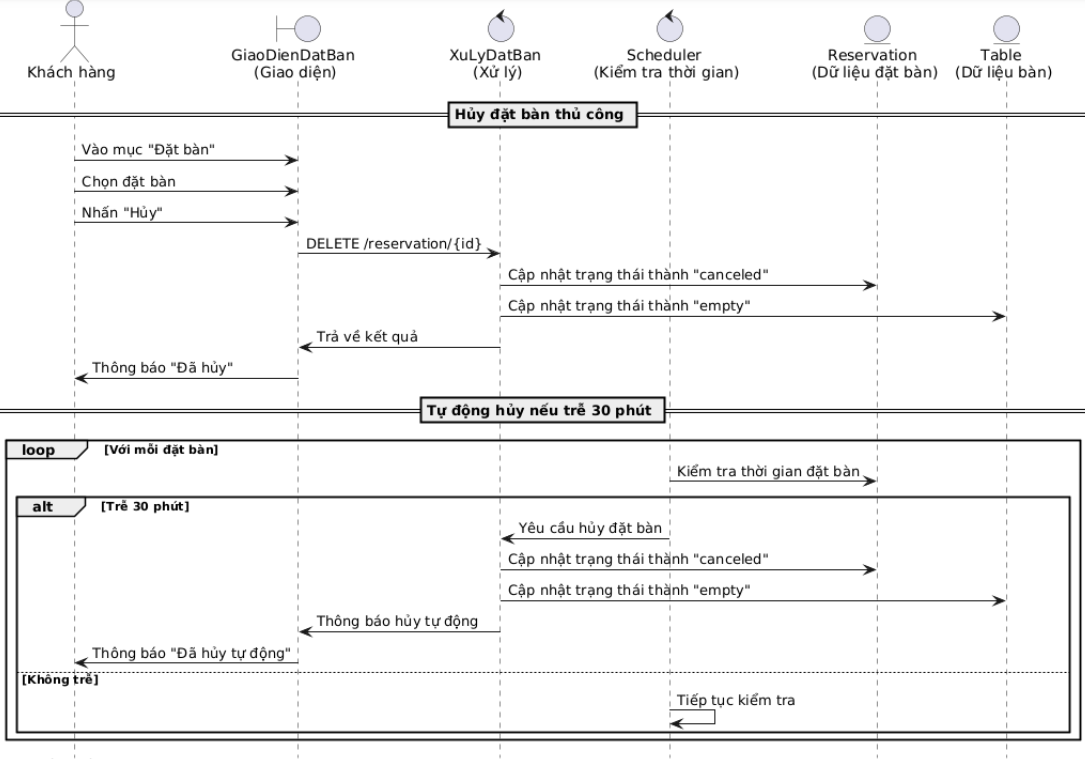 Khách hàng
GiaoDienDatBan
(Giao diện)
XuLyDatBan
(Xử lý)
Scheduler
(Kiểm tra thời gian)
Reservation
(Dữ liệu đặt bàn)
Table
(Dữ liệu bàn)
Hủy đặt bàn thủ công
Vào mục "Đặt bàn"
Chọn đặt bàn
Nhấn "Hủy"
DELETE /reservation/{id}
Cập nhật trạng thái thành "canceled"
Cập nhật trạng thái thành "empty"
Trả về kết quả
Thông báo "Đã hủy"
Tự động hủy nếu trễ 30 phút
loop [Với mỗi đặt bàn]
Kiểm tra thời gian đặt bàn
alt [Trễ 30 phút]
Yêu cầu hủy đặt bàn
Cập nhật trạng thái thành "canceled"
Cập nhật trạng thái thành "empty"
Thông báo hủy tự động
Thông báo "Đã hủy tự động"
[Không trễ]
Tiếp tục kiểm tra